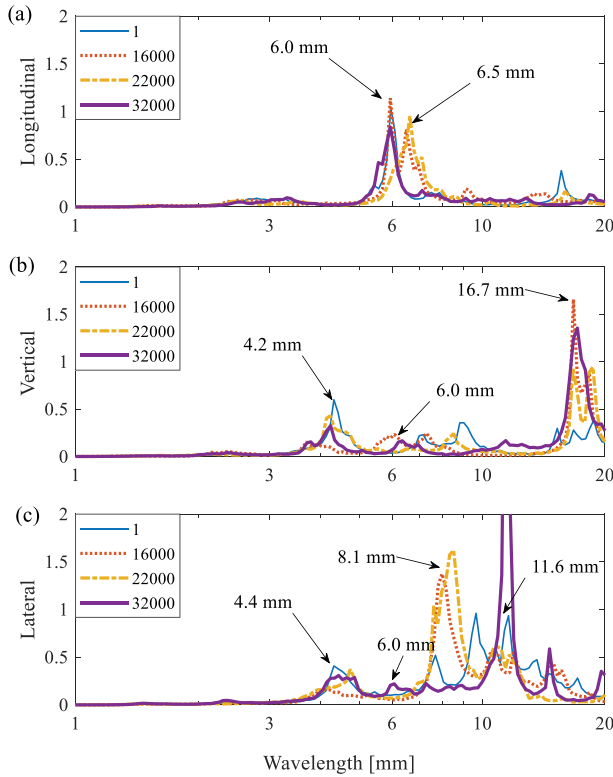 (a)
Longitudinal
2
1.5
1
0.5
0
1
16000
22000
32000
6.0 mm
6.5 mm
1 3 6 10 20
(b)
Vertical
2
1.5
1
0.5
0
1
16000
22000
32000
4.2 mm
6.0 mm
16.7 mm
1 3 6 10 20
(c)
Lateral
2
1.5
1
0.5
0
1
16000
22000
32000
4.4 mm
6.0 mm
8.1 mm
11.6 mm
1 3 6 10 20
Wavelength [mm]